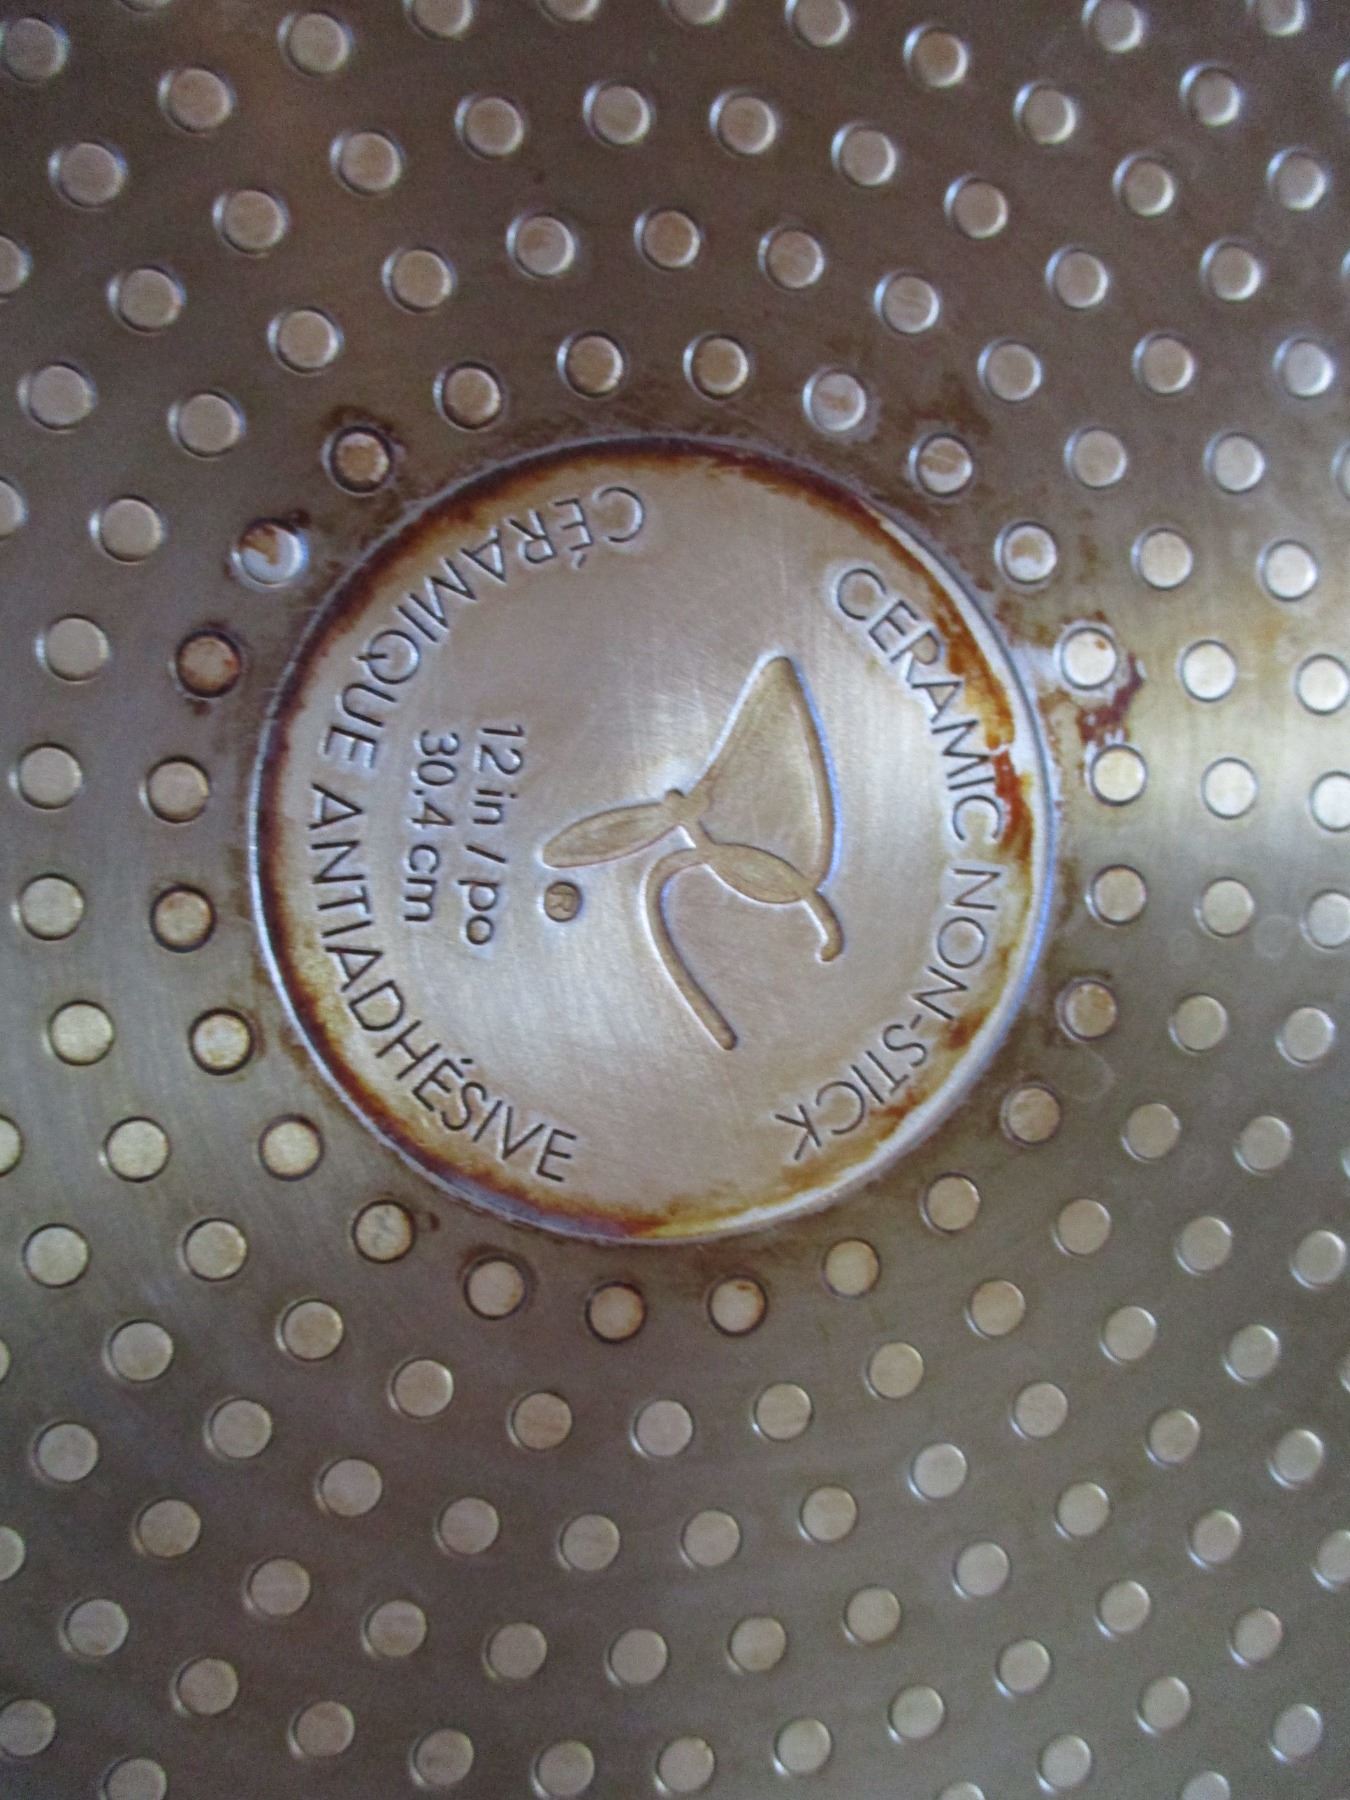 CERAMIC NON-STICK
®
12 in / po
30.4 cm
CÉRAMIQUE ANTIADHÉSIVE